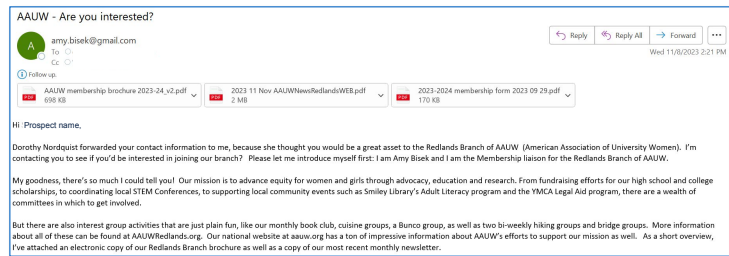 AAUW - Are you interested?
A
amy.bisek@gmail.com
To
Cc
Reply
Reply All
Forward
Wed 11/8/2023 2:21 PM
Follow up.
PDF
AAUW membership brochure 2023-24_v2.pdf
698 KB
PDF
2023 11 Nov AAUWNewsRedlandsWEB.pdf
2 MB
PDF
2023-2024 membership form 2023 09 29.pdf
170 KB
Hi Prospect name,
Dorothy Nordquist forwarded your contact information to me, because she thought you would be a great asset to the Redlands Branch of AAUW (American Association of University Women). I'm
contacting you to see if you'd be interested in joining our branch? Please let me introduce myself first: I am Amy Bisek and I am the Membership liaison for the Redlands Branch of AAUW.
My goodness, there's so much I could tell you! Our mission is to advance equity for women and girls through advocacy, education and research. From fundraising efforts for our high school and college
scholarships, to coordinating local STEM Conferences, to supporting local community events such as Smiley Library's Adult Literacy program and the YMCA Legal Aid program, there are a wealth of
committees in which to get involved.
But there are also interest group activities that are just plain fun, like our monthly book club, cuisine groups, a Bunco group, as well as two bi-weekly hiking groups and bridge groups. More information
about all of these can be found at AAUWRedlands.org. Our national website at aauw.org has a ton of impressive information about AAUW's efforts to support our mission as well. As a short overview,
I've attached an electronic copy of our Redlands Branch brochure as well as a copy of our most recent monthly newsletter.